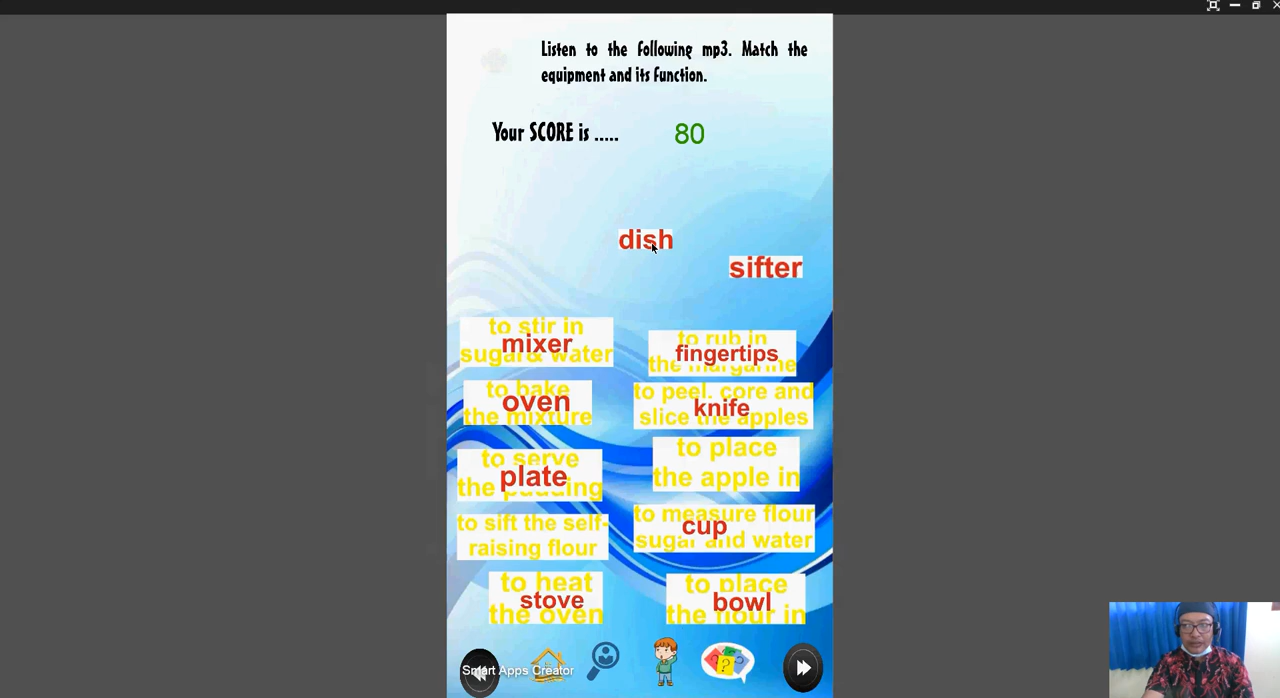 Listen to the following mp3. Match the
equipment and its function.
Your SCORE is ..... 80
dish
sifter
to stir in
mixer
sugar & water
to rub in
fingertips
the margarine
to bake
oven
the mixture
to peel. core and
knife
slice the apples
to serve
plate
the pudding
to place
the apple in
to sift the self-
raising flour
to measure flour
cup
sugar and water
to heat
stove
the oven
to place
bowl
the flour in
Smart Apps Creator